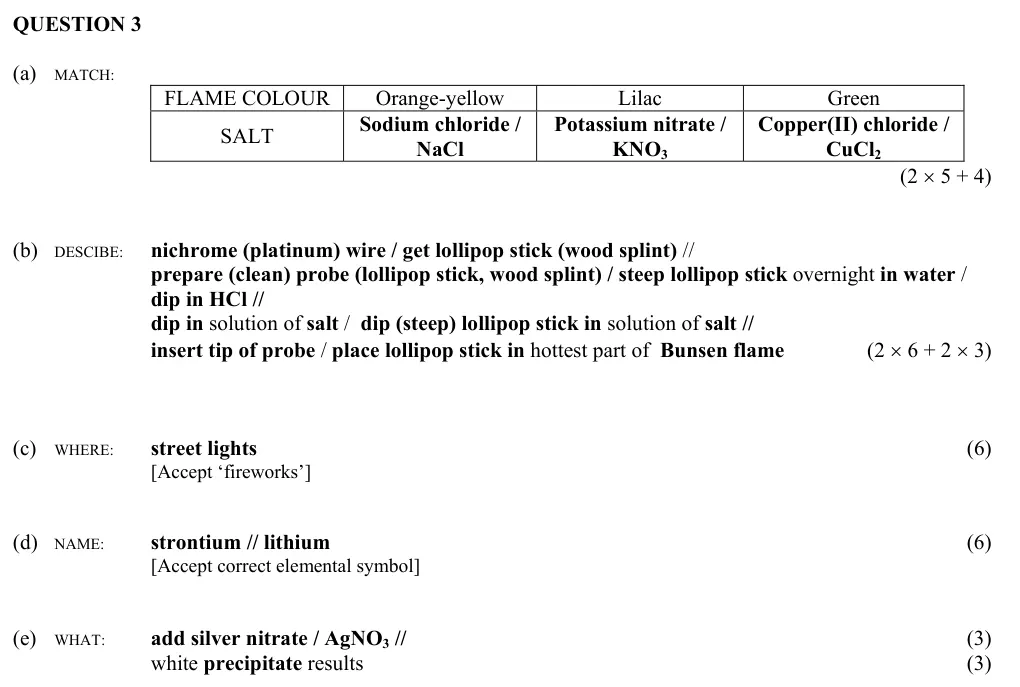 QUESTION 3
(a) MATCH:
FLAME COLOUR Orange-yellow Lilac Green
SALT Sodium chloride / NaCl Potassium nitrate / KNO₃ Copper(II) chloride / CuCl₂
(2 × 5 + 4)
(b) DESCIBE: nichrome (platinum) wire / get lollipop stick (wood splint) //
prepare (clean) probe (lollipop stick, wood splint) / steep lollipop stick overnight in water /
dip in HCl //
dip in solution of salt / dip (steep) lollipop stick in solution of salt //
insert tip of probe / place lollipop stick in hottest part of Bunsen flame (2 × 6 + 2 × 3)
(c) WHERE: street lights (6)
[Accept ‘fireworks’]
(d) NAME: strontium // lithium (6)
[Accept correct elemental symbol]
(e) WHAT: add silver nitrate / AgNO₃ // (3)
white precipitate results (3)